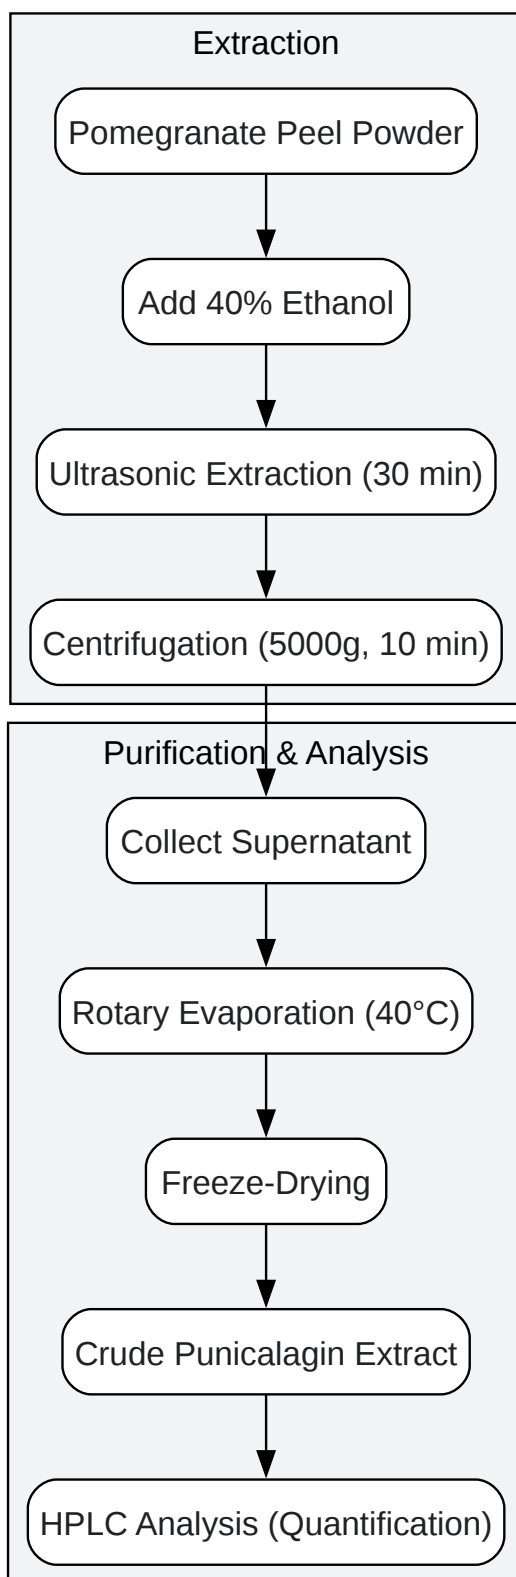 Extraction
Pomegranate Peel Powder
Add 40% Ethanol
Ultrasonic Extraction (30 min)
Centrifugation (5000g, 10 min)
Purification & Analysis
Collect Supernatant
Rotary Evaporation (40°C)
Freeze-Drying
Crude Punicalagin Extract
HPLC Analysis (Quantification)